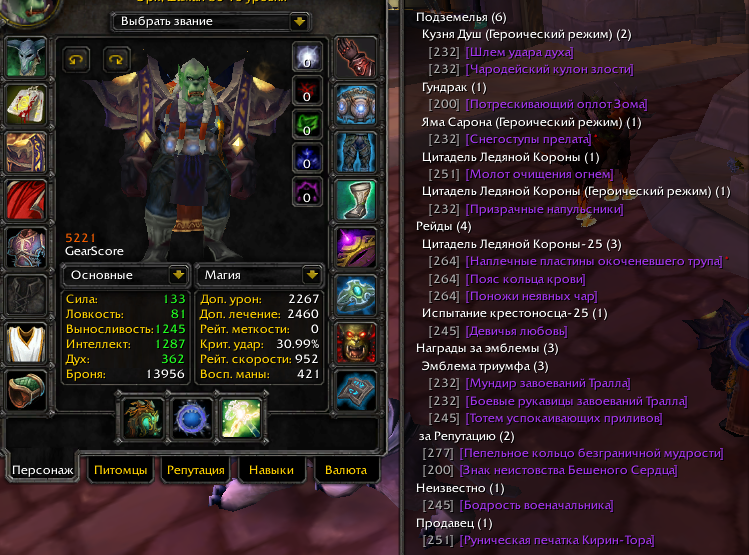 Выбрать звание
0
0
0
0
0
5221
GearScore
Основные
Магия
Сила: 133
Ловкость: 81
Выносливость: 1245
Интеллект: 1287
Дух: 362
Броня: 13956
Доп. урон: 2267
Доп. лечение: 2460
Рейт. меткости: 0
Крит. удар: 30.99%
Рейт. скорости: 952
Восп. маны: 421
Персонаж
Питомцы
Репутация
Навыки
Валюта
Подземелья (6)
Кузня Душ (Героический режим) (2)
[232] [Шлем удара духа]
[232] [Чародейский кулон злости]
Гундрак (1)
[200] [Потрескивающий оплот Зома]
Яма Сарона (Героический режим) (1)
[232] [Снегоступы прелата]
Цитадель Ледяной Короны (1)
[251] [Молот очищения огнем]
Цитадель Ледяной Короны (Героический режим) (1)
[232] [Призрачные напульсники]
Рейды (4)
Цитадель Ледяной Короны-25 (3)
[264] [Наплечные пластины окоченевшего трупа]
[264] [Пояс кольца крови]
[264] [Поножи неявных чар]
Испытание крестоносца-25 (1)
[245] [Девичья любовь]
Награды за эмблемы (3)
Эмблема триумфа (3)
[232] [Мундир завоеваний Тралла]
[232] [Боевые рукавицы завоеваний Тралла]
[245] [Тотем успокаивающих приливов]
за Репутацию (2)
[277] [Пепельное кольцо безграничной мудрости]
[200] [Знак неистовства Бешеного Сердца]
Неизвестно (1)
[245] [Бодрость военачальника]
Продавец (1)
[251] [Руническая печатка Кирин-Тора]